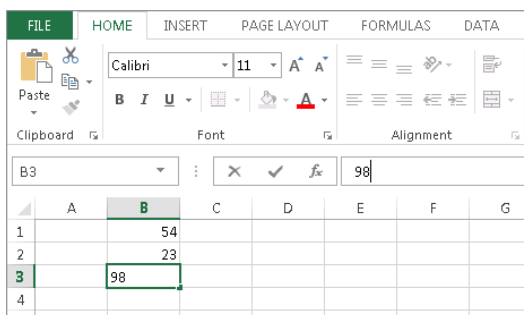 FILE HOME INSERT PAGE LAYOUT FORMULAS DATA
Calibri 11 A A
Paste B I U A
Clipboard Font Alignment
B3 fx 98
A B C D E F G
1 54
2 23
3 98
4